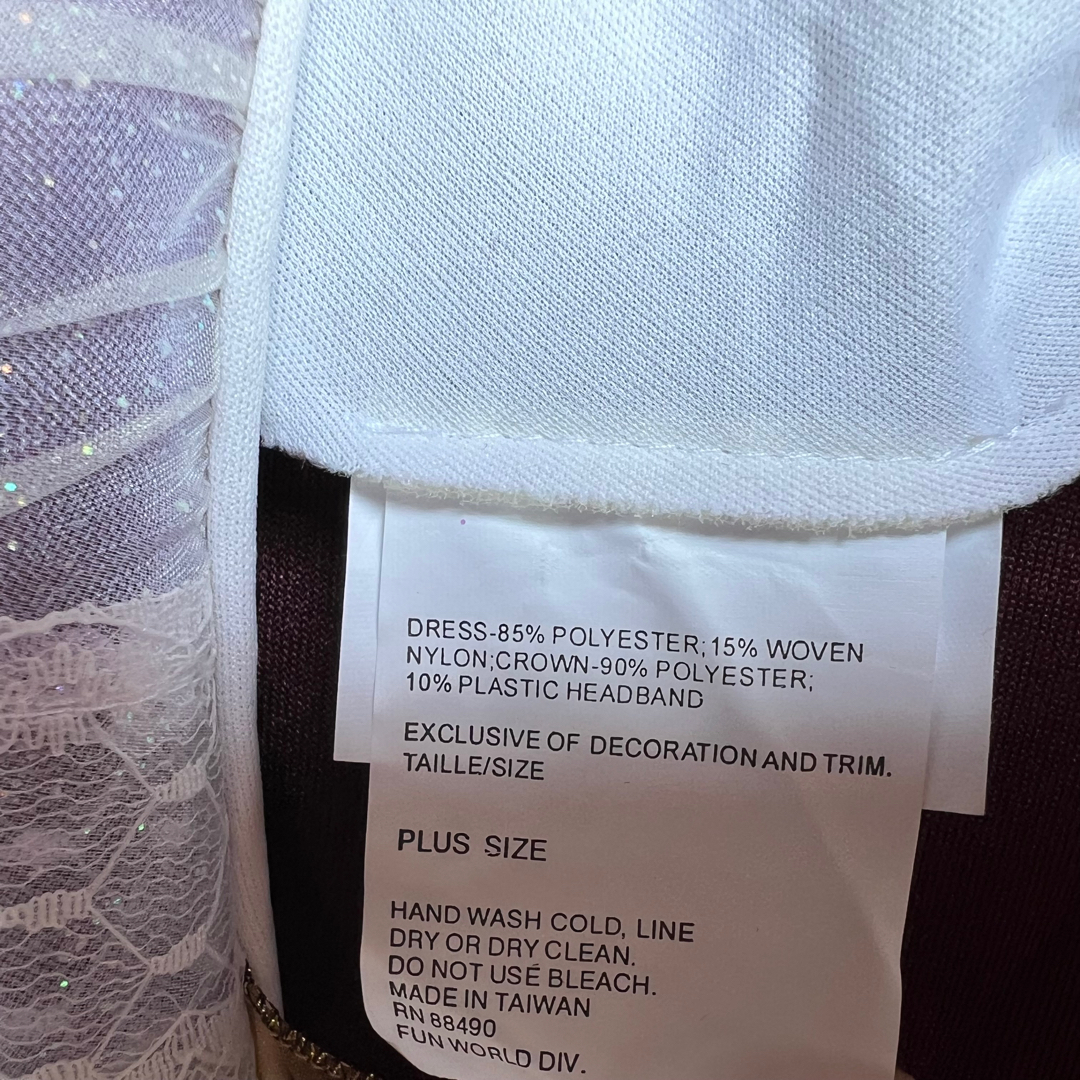 DRESS-85% POLYESTER;15% WOVEN
NYLON;CROWN-90% POLYESTER;
10% PLASTIC HEADBAND
EXCLUSIVE OF DECORATION AND TRIM.
TAILLE/SIZE
PLUS SIZE
HAND WASH COLD, LINE
DRY OR DRY CLEAN.
DO NOT USÉ BLEACH.
MADE IN TAIWAN
RN 88490
FUN WORLD DIV.